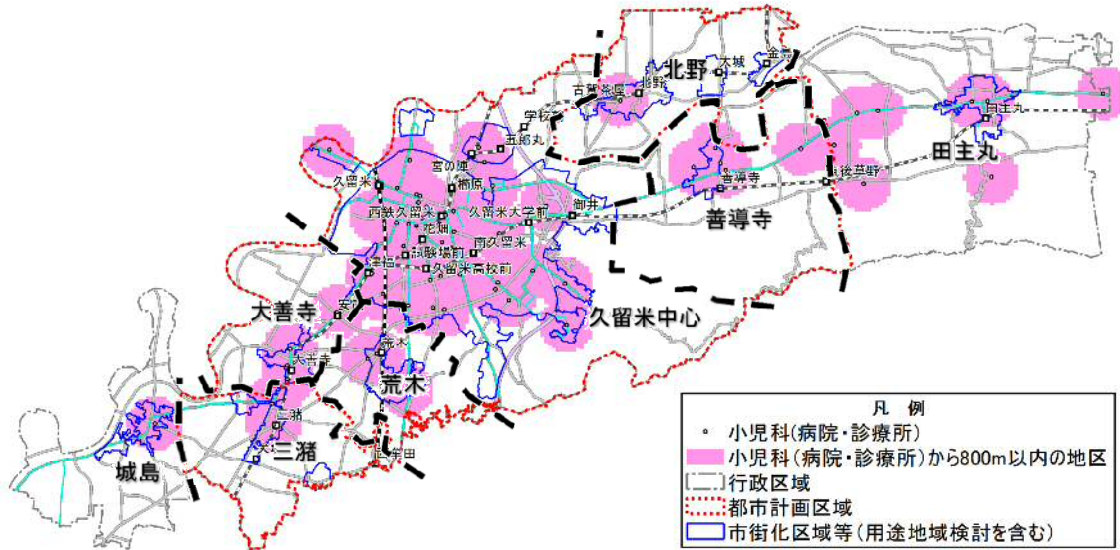 金島
大城
北野
北野
古賀茶屋
田主丸
田主丸
学校前
五郎丸
宮の陣
久留米
櫛原
善導寺
善導寺
筑後草野
西鉄久留米
久留米大学前
御井
花畑
南久留米
試験場前
久留米高校前
津福
久留米中心
大善寺
安武
荒木
大善寺
荒木
三潴
三潴
城島
凡 例
小児科(病院・診療所)
小児科(病院・診療所)から800m以内の地区
行政区域
都市計画区域
市街化区域等(用途地域検討を含む)